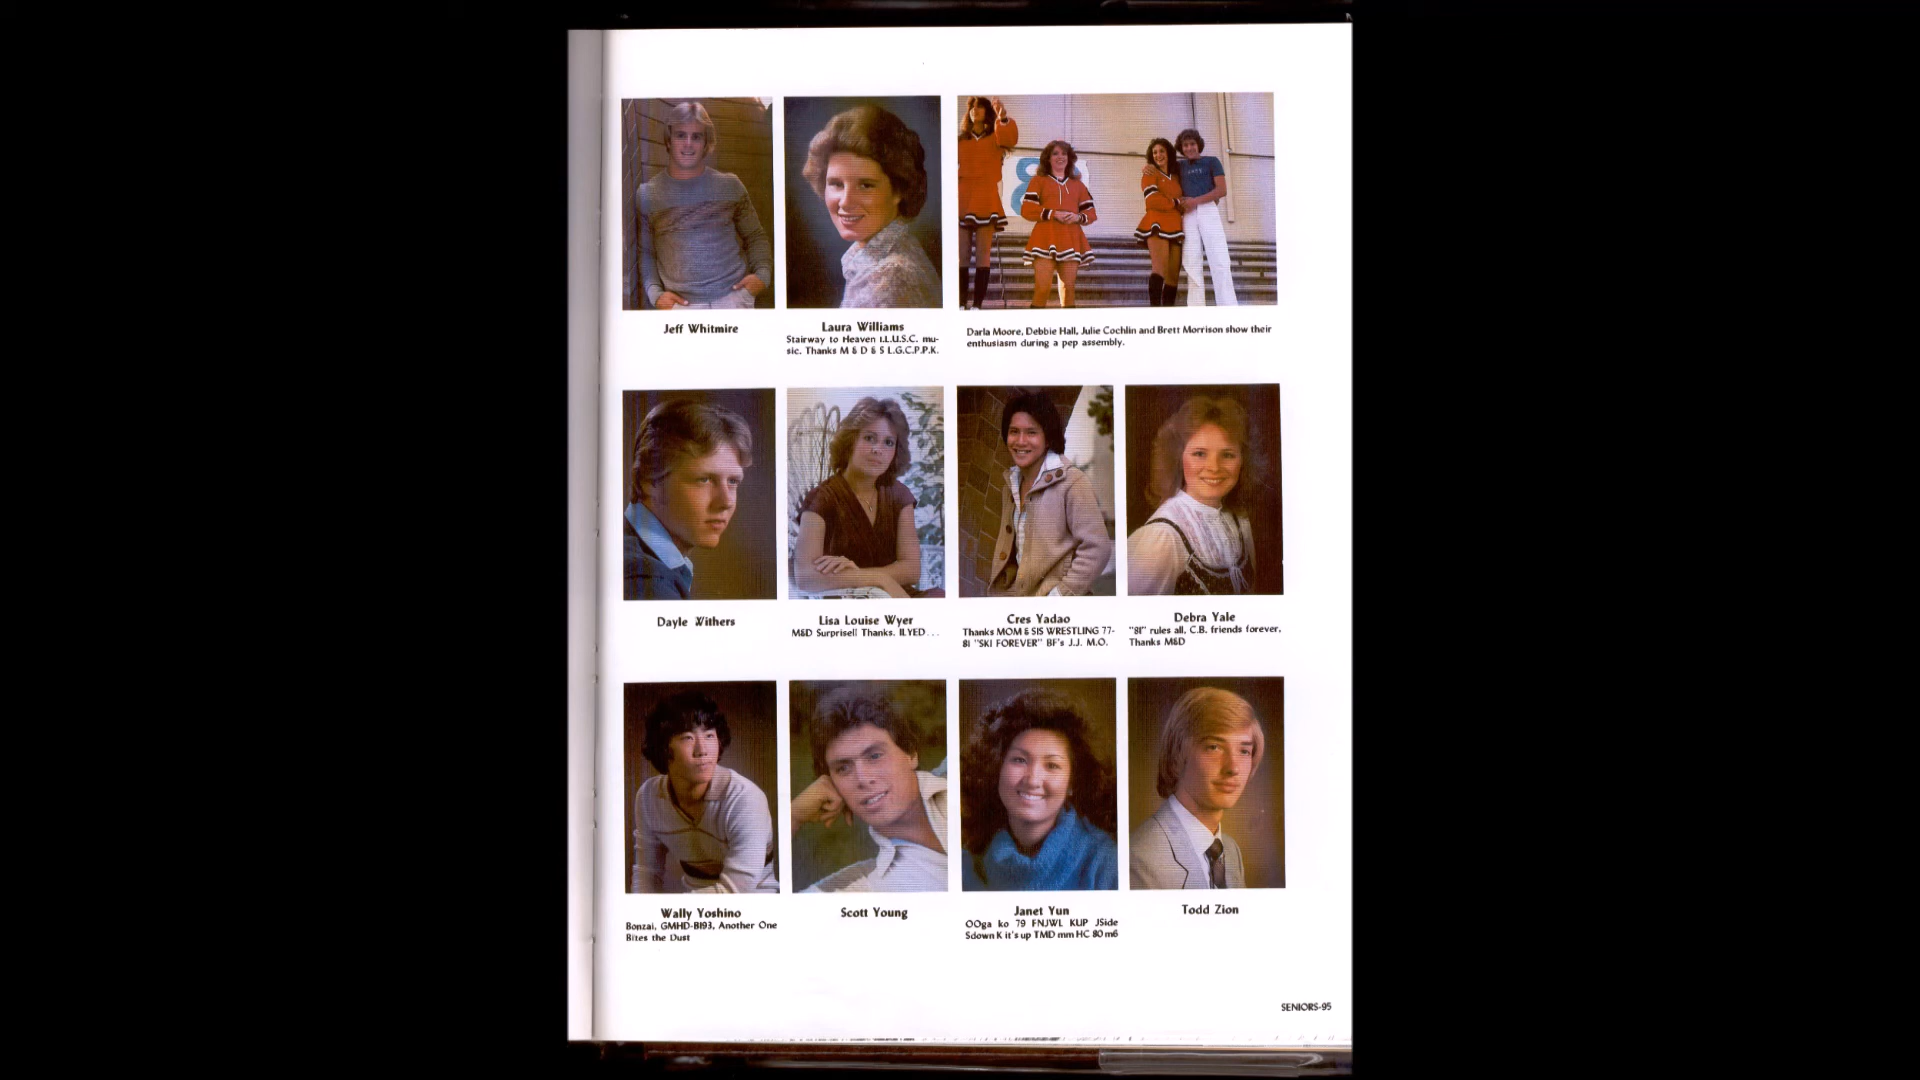 Jeff Whitmire
Laura Williams
Stairway to Heaven I.L.U.S.C. mu-
sic. Thanks M & D & S L.G.C.P.P.K.
Darla Moore, Debbie Hall, Julie Cochlin and Brett Morrison show their
enthusiasm during a pep assembly.
Dayle Withers
Lisa Louise Wyer
M&D Surprise!! Thanks. ILYED...
Cres Yadao
Thanks MOM & SIS WRESTLING 77-
81 "SKI FOREVER" BF's J.J. M.O.
Debra Yale
"81" rules all, C.B. friends forever,
Thanks M&D
Wally Yoshino
Bonzai, GMHD-B193, Another One
Bites the Dust
Scott Young
Janet Yun
OOga ko 79 FNJWL KUP JSide
Sdown K it's up TMD mm HC 80 m6
Todd Zion
SENIORS-95